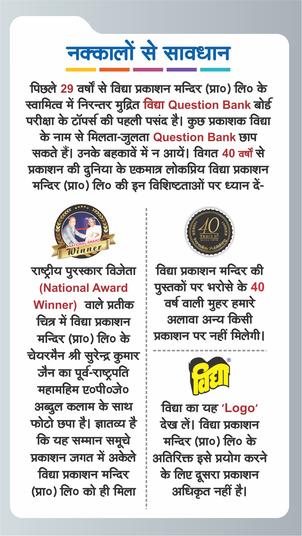 नक्कालों से सावधान
पिछले 29 वर्षों से विद्या प्रकाशन मन्दिर (प्रा०) लि० के
स्वामित्व में निरन्तर मुद्रित विद्या Question Bank बोर्ड
परीक्षा के टॉपर्स की पहली पसंद है। कुछ प्रकाशक विद्या
के नाम से मिलता-जुलता Question Bank छाप
सकते हैं। उनके बहकावें में न आयें। विगत 40 वर्षों से
प्रकाशन की दुनिया के एकमात्र लोकप्रिय विद्या प्रकाशन
मन्दिर (प्रा०) लि० की इन विशिष्टताओं पर ध्यान दें-
Winner
राष्ट्रीय पुरस्कार विजेता
(National Award
Winner) वाले प्रतीक
चित्र में विद्या प्रकाशन
मन्दिर (प्रा०) लि० के
चेयरमैन श्री सुरेन्द्र कुमार
जैन का पूर्व-राष्ट्रपति
महामहिम ए०पी०जे०
अब्दुल कलाम के साथ
फोटो छपा है। ज्ञातव्य है
कि यह सम्मान समूचे
प्रकाशन जगत में अकेले
विद्या प्रकाशन मन्दिर
(प्रा०) लि० को ही मिला
40
विद्या प्रकाशन मन्दिर की
पुस्तकों पर भरोसे के 40
वर्ष वाली मुहर हमारे
अलावा अन्य किसी
प्रकाशन पर नहीं मिलेगी।
विद्या
विद्या का यह 'Logo'
देख लें। विद्या प्रकाशन
मन्दिर (प्रा०) लि० के
अतिरिक्त इसे प्रयोग करने
के लिए दूसरा प्रकाशन
अधिकृत नहीं है।